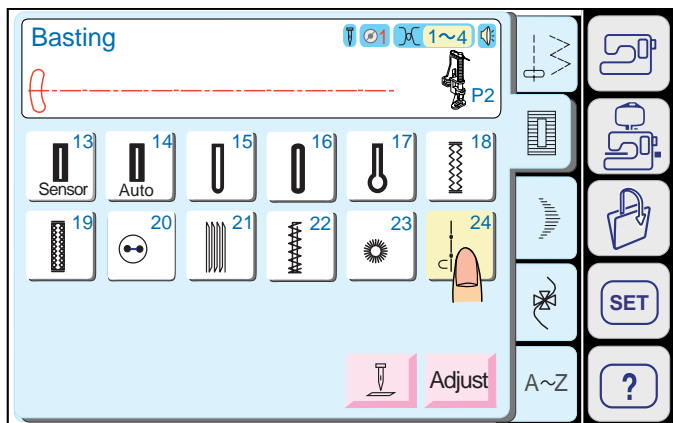 Basting
1 1~4
P2
13 14 15 16 17 18
Sensor Auto
19 20 21 22 23 24
SET
Adjust A~Z ?